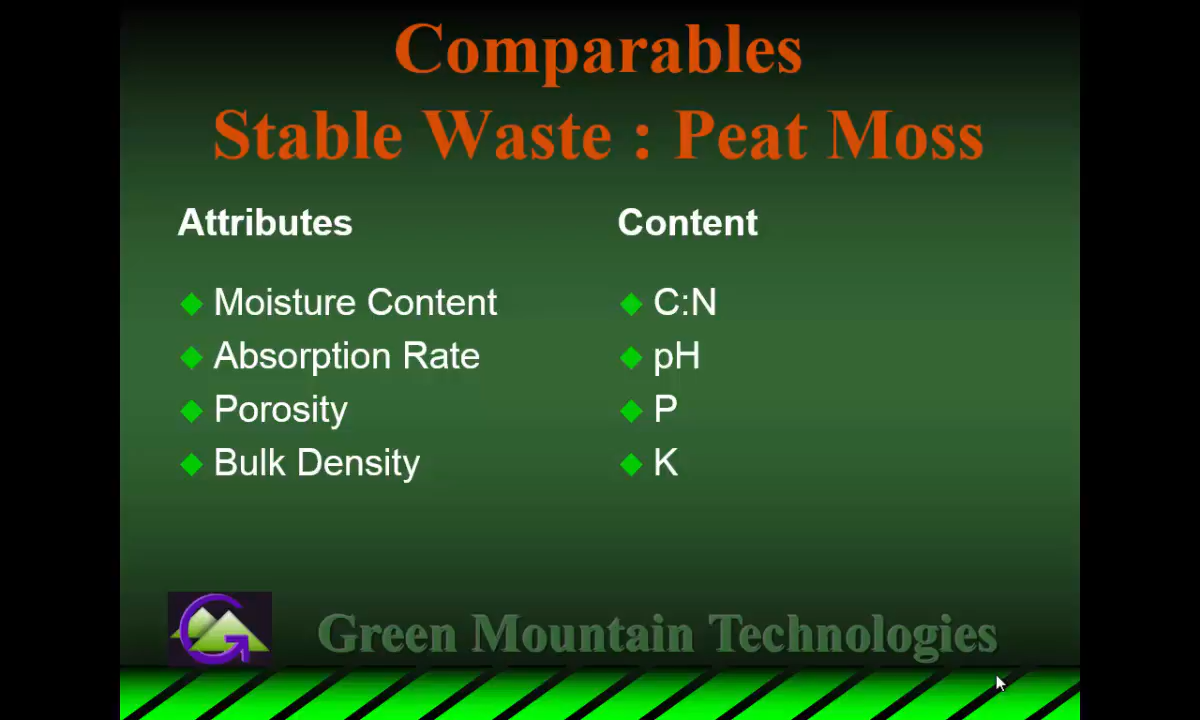 Comparables
Stable Waste : Peat Moss
Attributes
Moisture Content
Absorption Rate
Porosity
Bulk Density
Content
C:N
pH
P
K
Green Mountain Technologies